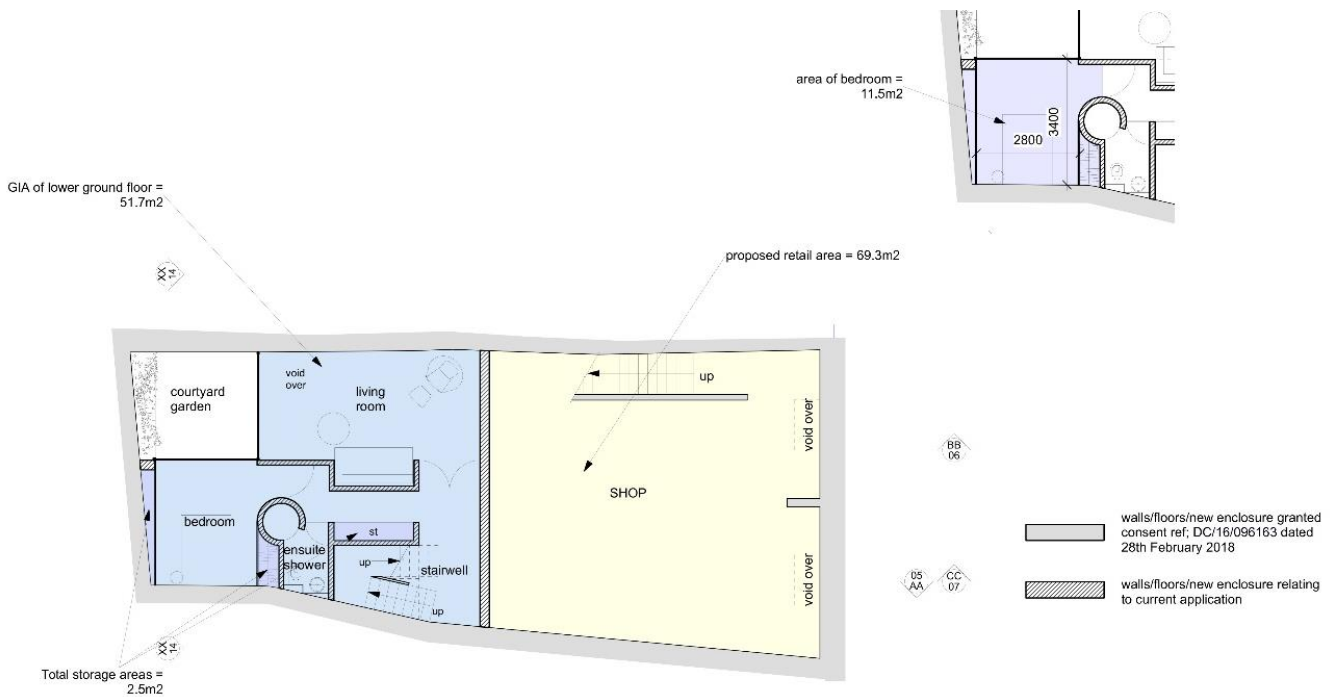 area of bedroom =
11.5m2
2800
3400
GIA of lower ground floor =
51.7m2
XX
14
proposed retail area = 69.3m2
courtyard
garden
void
over
living
room
up
void over
SHOP
BB
06
bedroom
ensuite
shower
st
up
stairwell
up
void over
05
AA
CC
07
walls/floors/new enclosure granted
consent ref; DC/16/096163 dated
28th February 2018
walls/floors/new enclosure relating
to current application
XX
14
Total storage areas =
2.5m2